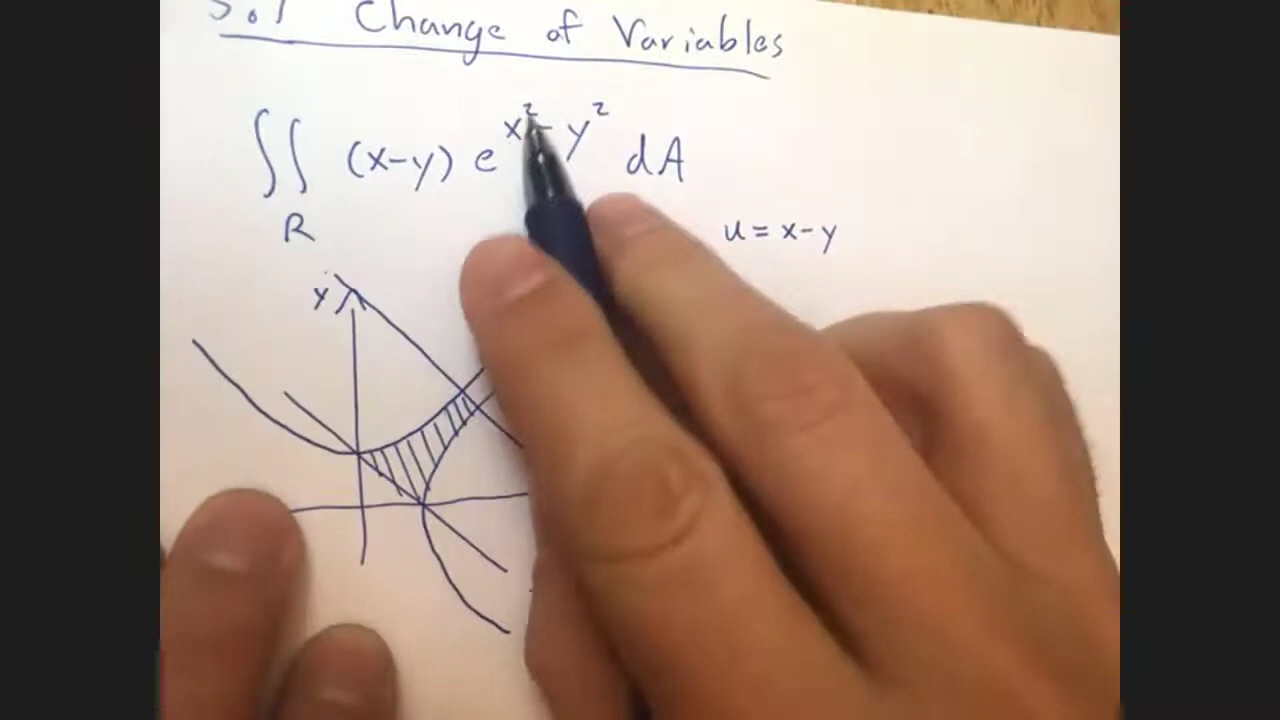 Change of Variables
∬ (x-y) e^{x²-y²} dA
R
u = x-y
y